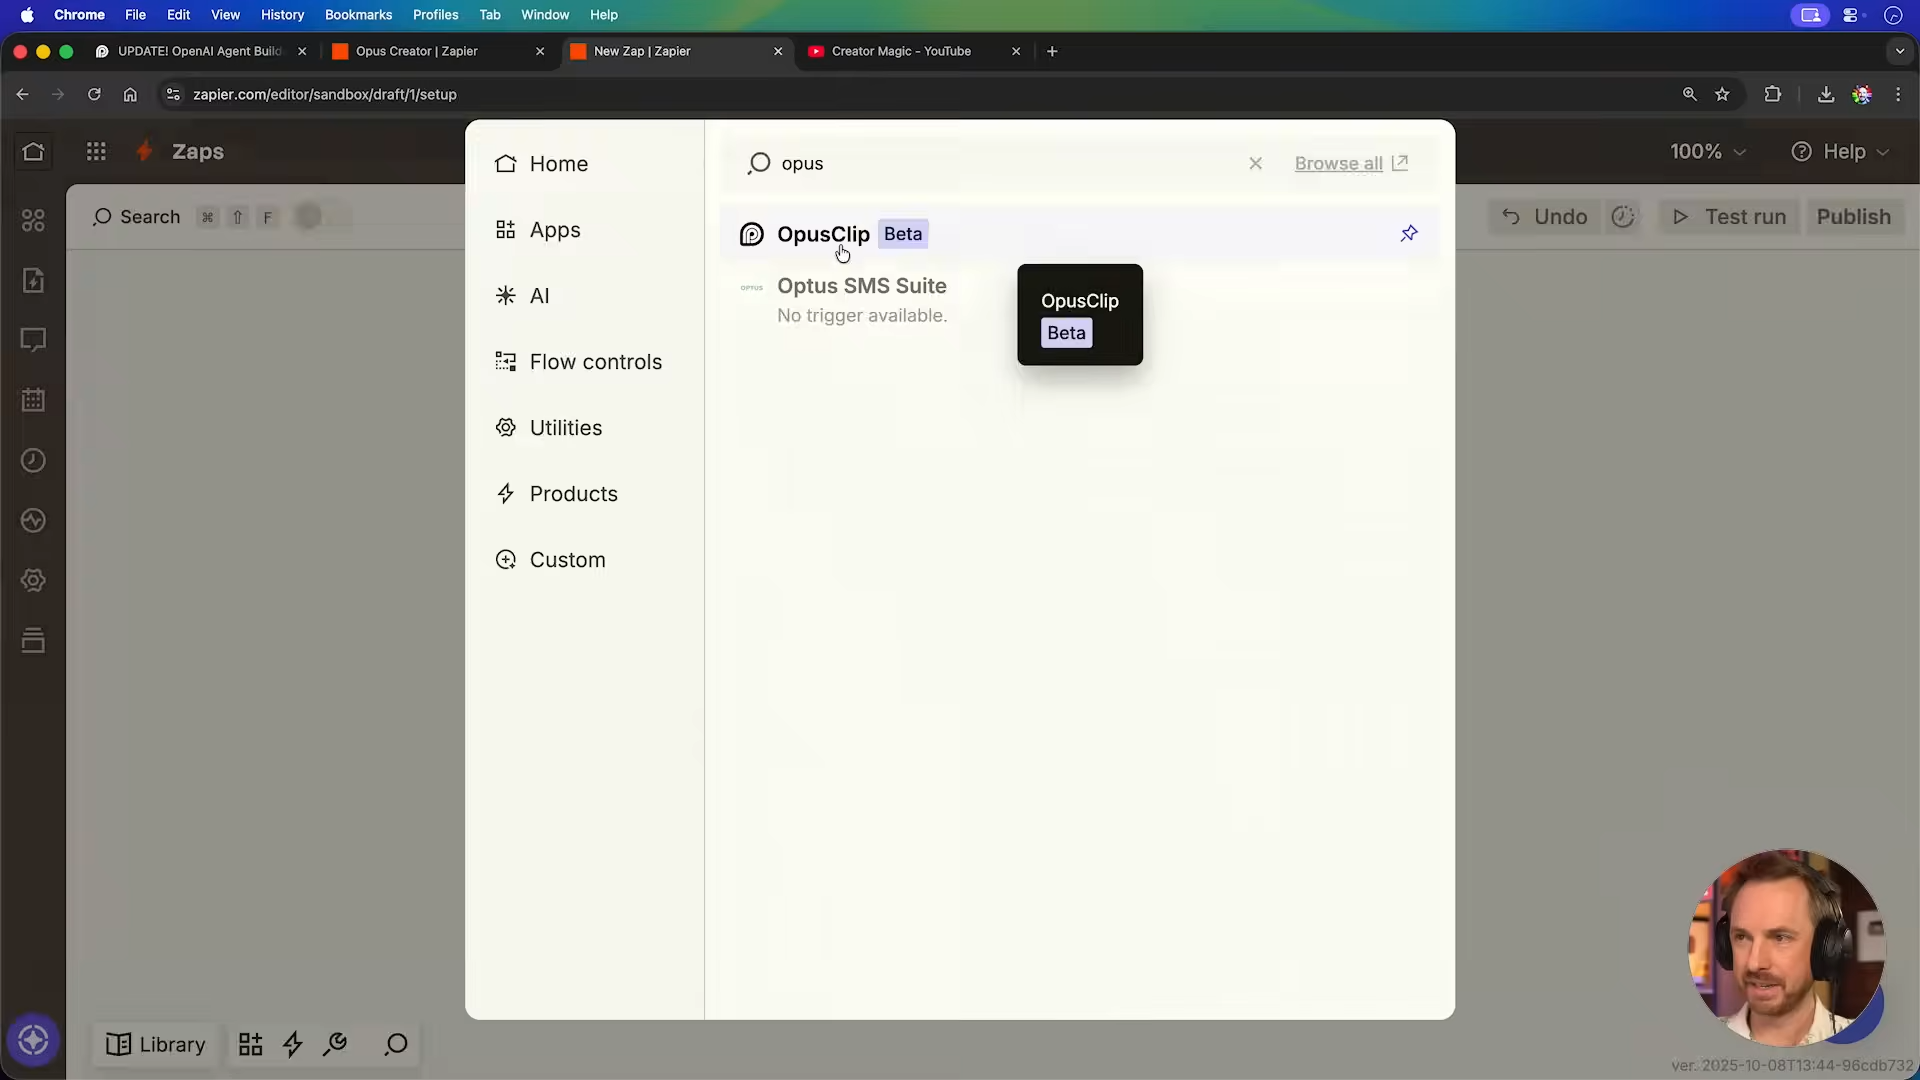 Chrome File Edit View History Bookmarks Profiles Tab Window Help
UPDATE! OpenAI Agent Build
Opus Creator | Zapier
New Zap | Zapier
Creator Magic - YouTube
zapier.com/editor/sandbox/draft/1/setup
Zaps
100%
Help
Search ⌘ ⇧ F
Undo
Test run
Publish
Home
Apps
AI
Flow controls
Utilities
Products
Custom
opus
Browse all
OpusClip Beta
Optus SMS Suite
OPTUS
No trigger available.
OpusClip
Beta
Library
ver. 2025-10-08T13:44-96cdb732